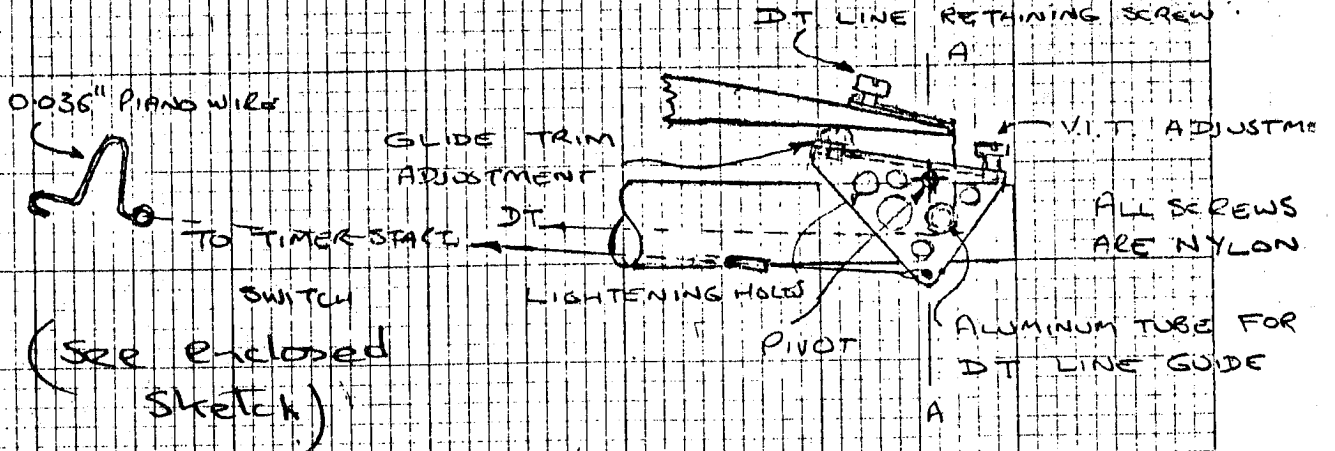 DT LINE RETAINING SCREW.
A
0.036" PIANO WIRE
GLIDE TRIM
ADJUSTMENT
V.I.T. ADJUSTME
DT
TO TIMER-START
SWITCH
ALL SCREWS
ARE NYLON
LIGHTENING HOLES
PIVOT
ALUMINUM TUBE FOR
DT LINE GUIDE
(See enclosed
Sketch)
A